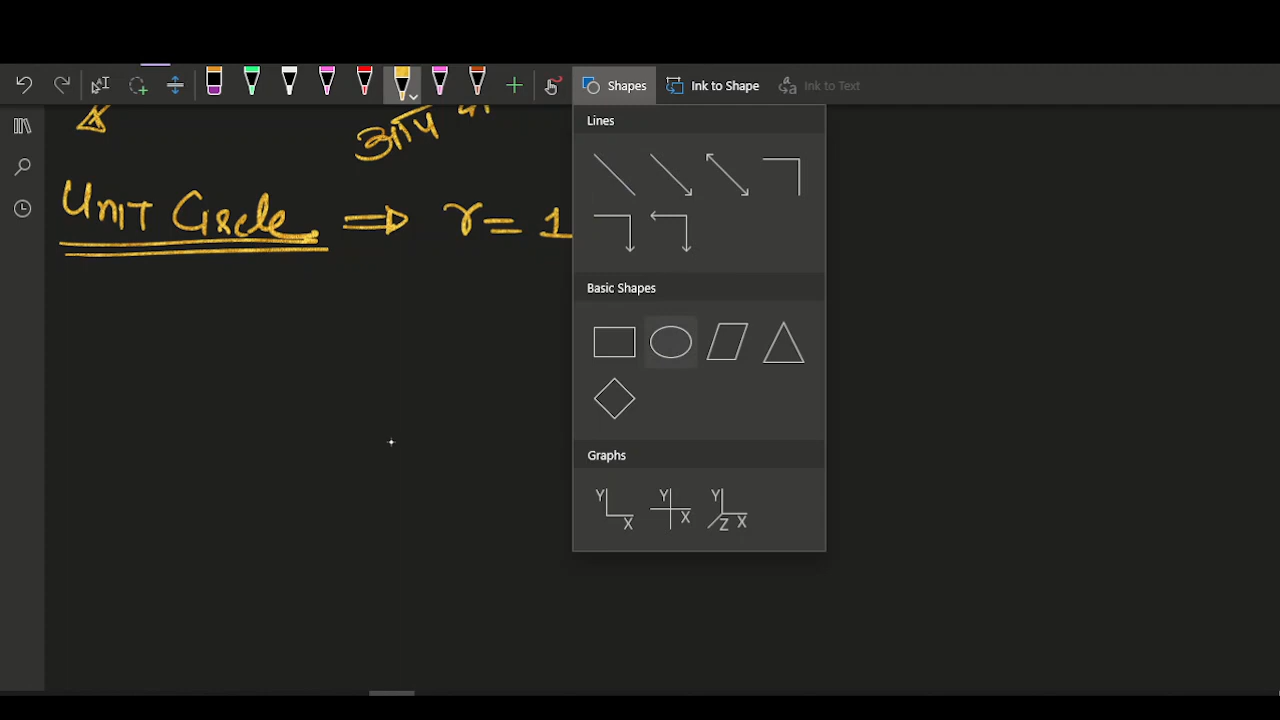 Shapes
Ink to Shape
Ink to Text
Lines
Unit Circle ⇒ r = 1
Basic Shapes
Graphs
Y X
Y X
Y Z X